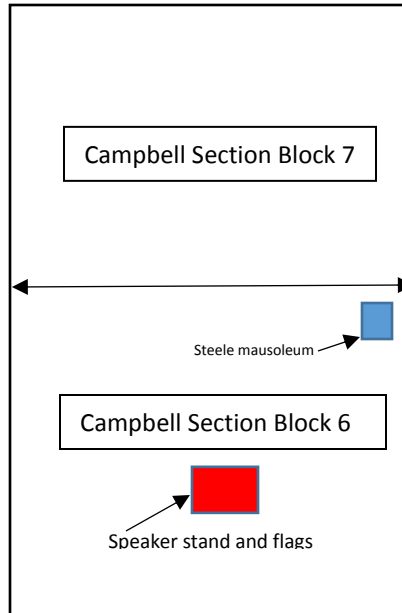 Campbell Section Block 7
Steele mausoleum
Campbell Section Block 6
Speaker stand and flags